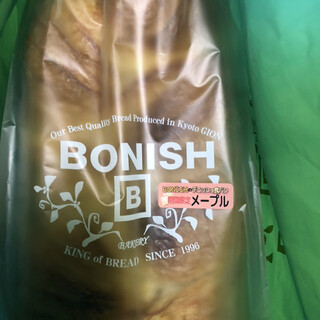 Our Best Quality Bread Produced In Kyoto GION
BONISH
B
メープル
BAKERY
KING of BREAD SINCE 1996